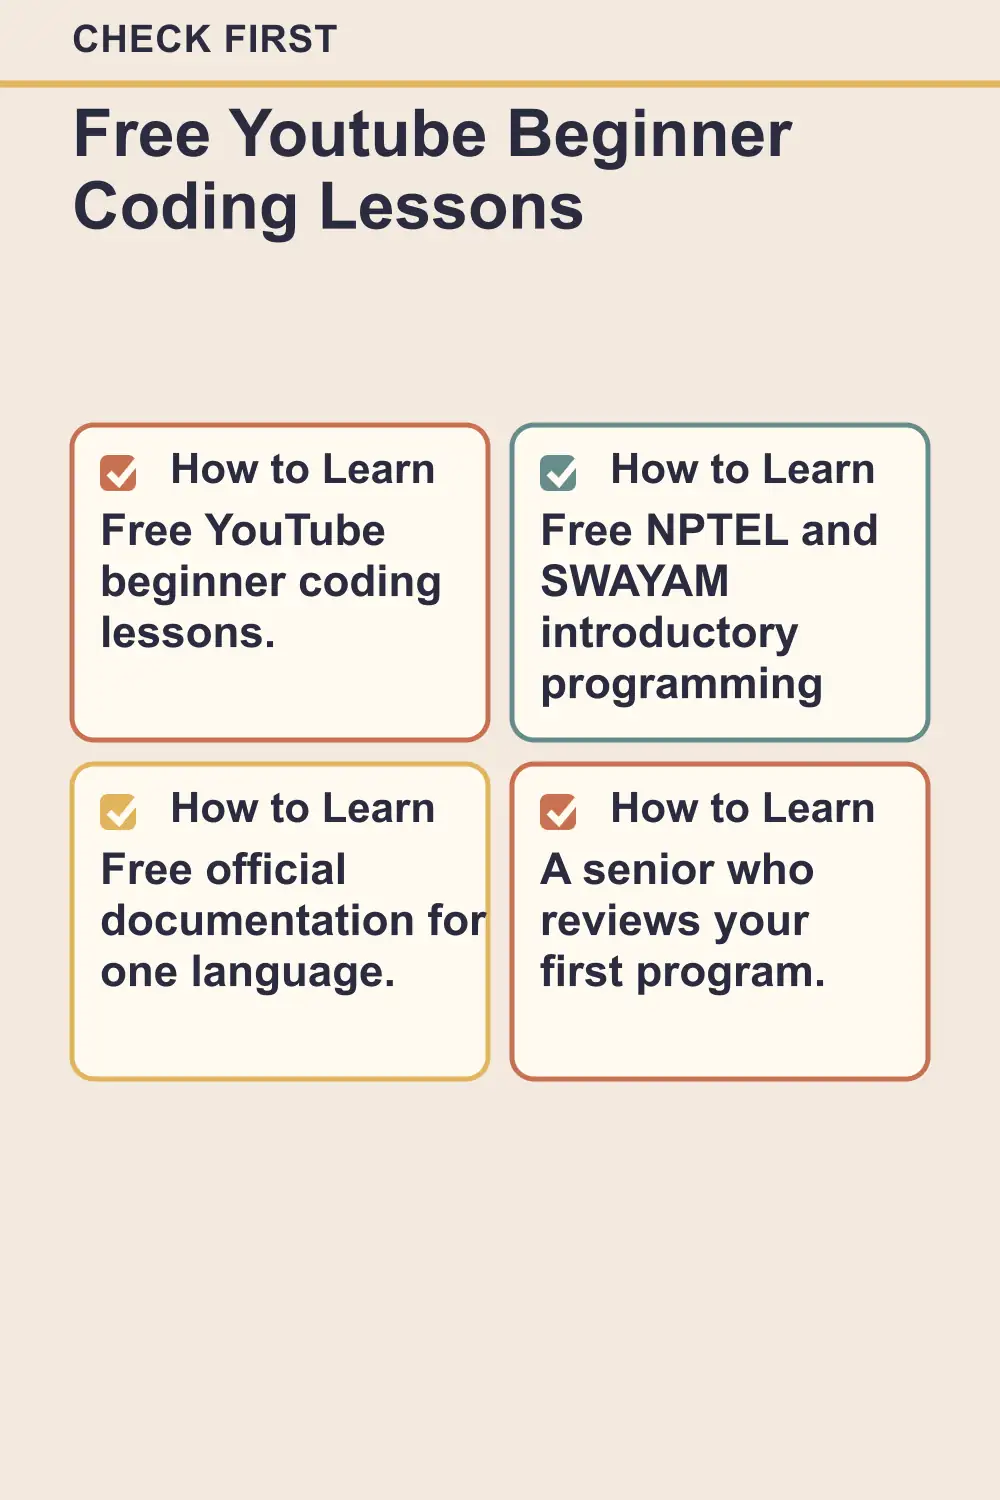 CHECK FIRST
Free Youtube Beginner
Coding Lessons
How to Learn
Free YouTube
beginner coding
lessons.
How to Learn
Free NPTEL and
SWAYAM
introductory
programming
How to Learn
Free official
documentation for
one language.
How to Learn
A senior who
reviews your
first program.